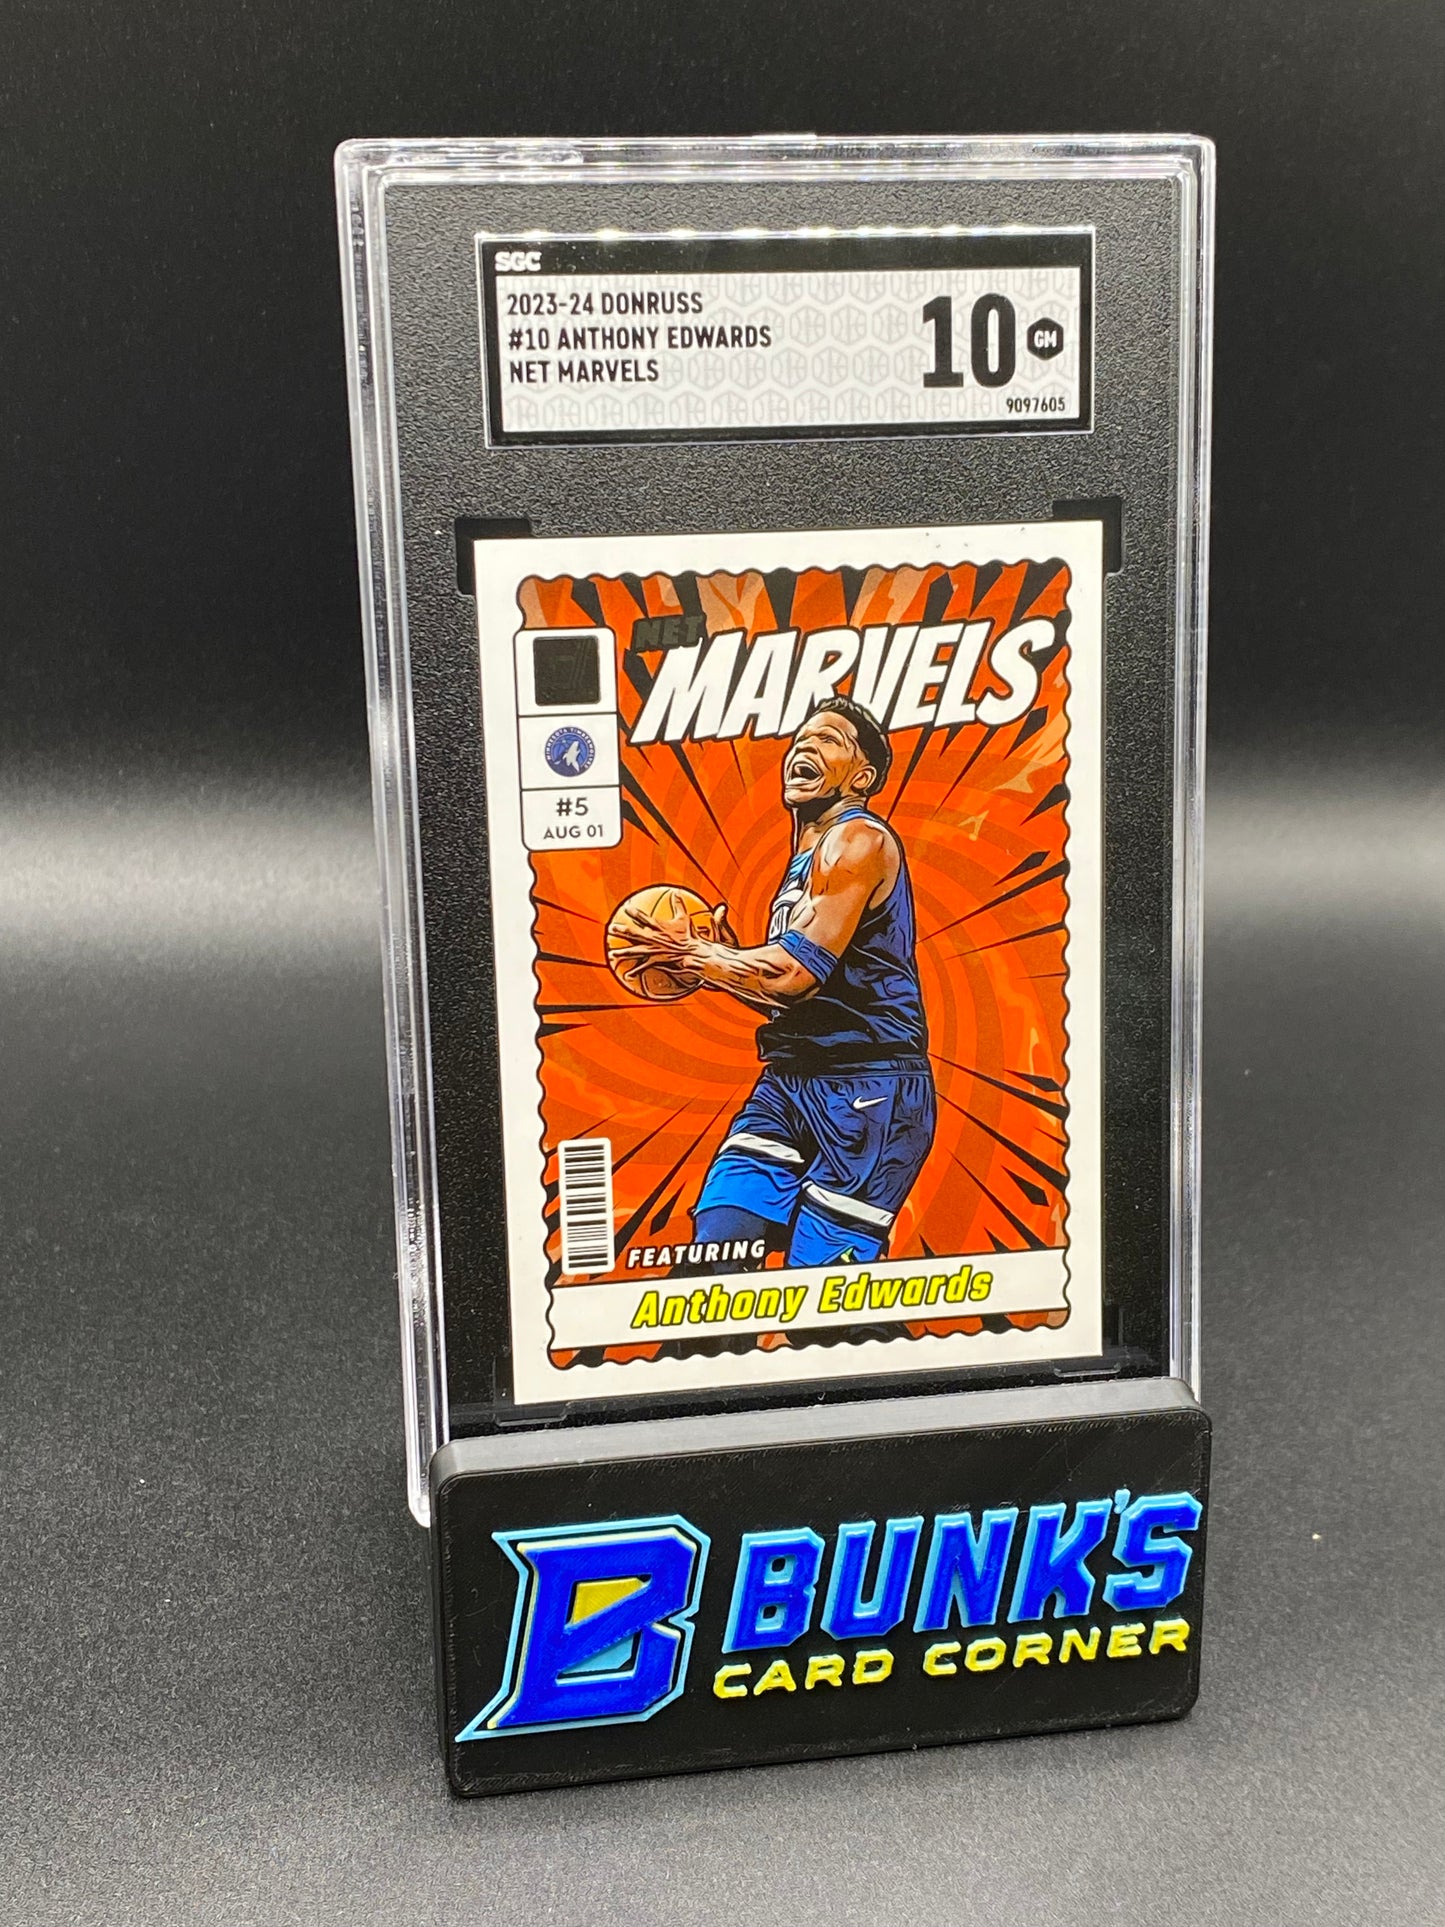 SGC
2023-24 DONRUSS
#10 ANTHONY EDWARDS
NET MARVELS
10 GM
9097605
NET
MARVELS
#5
AUG 01
FEATURING
Anthony Edwards
B BUNK'S
CARD CORNER